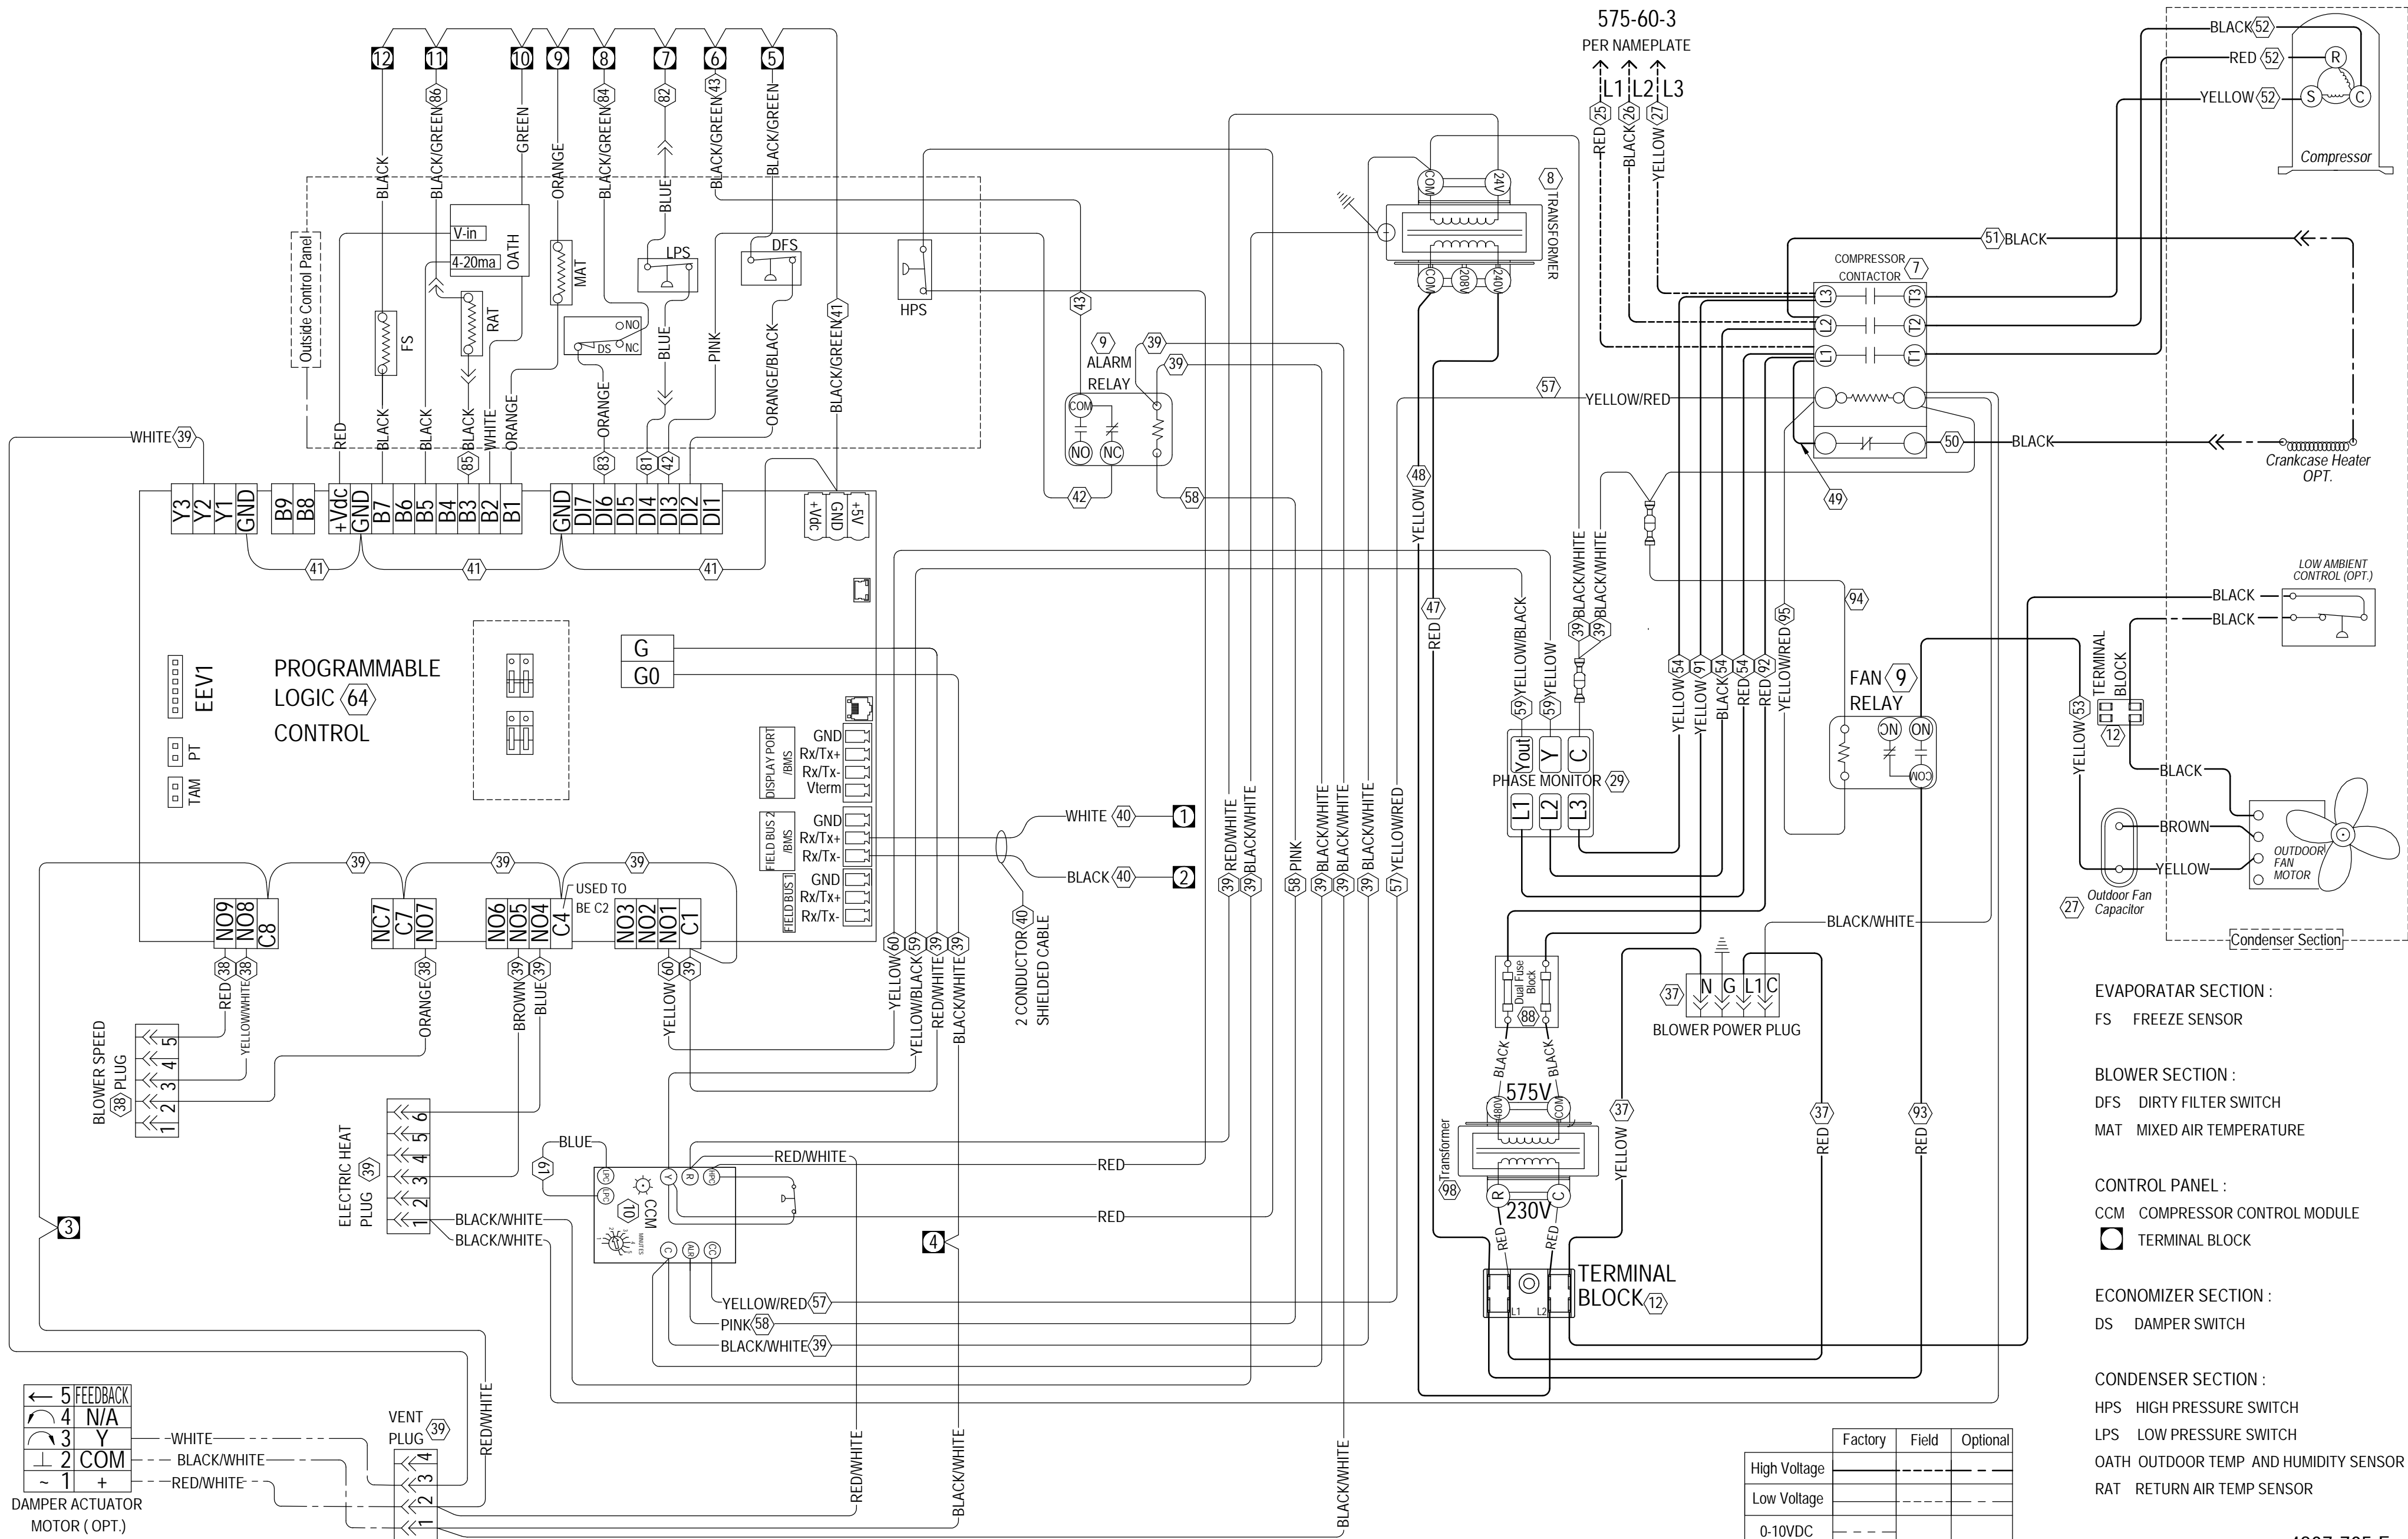 575-60-3
PER NAMEPLATE
L1 L2 L3
RED 25
BLACK 26
YELLOW 27
12
11
10
9
8
7
6
5
BLACK
BLACK/GREEN 86
GREEN
ORANGE
BLACK/GREEN 84
82
BLUE
BLACK/GREEN 43
BLACK/GREEN
Outside Control Panel
V-in
4-20ma
OATH
FS
RAT
MAT
DS
NO
NC
LPS
DFS
HPS
WHITE 39
RED
BLACK
BLACK
85 BLACK
WHITE
ORANGE
83 ORANGE
81 BLUE
42 PINK
ORANGE/BLACK
BLACK/GREEN 41
Y3
Y2
Y1
GND
B9
B8
+Vdc
GND
B7
B6
B5
B4
B3
B2
B1
GND
DI7
DI6
DI5
DI4
DI3
DI2
DI1
+Vdc
GND
+5V
41
41
41
EEV1
PT
TAM
PROGRAMMABLE
LOGIC 64
CONTROL
G
G0
DISPLAY PORT
/BMS
GND
Rx/Tx+
Rx/Tx-
Vterm
FIELD BUS 2
/BMS
GND
Rx/Tx+
Rx/Tx-
FIELD BUS 1
GND
Rx/Tx+
Rx/Tx-
WHITE 40 1
BLACK 40 2
2 CONDUCTOR 40
SHIELDED CABLE
39
39
39
USED TO
BE C2
NO9
NO8
C8
NC7
C7
NO7
NO6
NO5
NO4
C4
NO3
NO2
NO1
C1
RED 38
YELLOW/WHITE 38
ORANGE 38
BROWN 39
BLUE 39
YELLOW 60
39
YELLOW 60
YELLOW/BLACK 59
RED/WHITE 39
BLACK/WHITE 39
BLOWER SPEED
38 PLUG
1 2 3 4 5
ELECTRIC HEAT
PLUG 39
1 2 3 4 5 6
BLACK/WHITE
BLACK/WHITE
3
4
BLUE
61
LPC
LPC
Y
R
HPC
10
CCM
MINUTES
C
ALR
CC
RED/WHITE
RED
RED
YELLOW/RED 57
PINK 58
BLACK/WHITE 39
5 FEEDBACK
4 N/A
3 Y
2 COM
~ 1 +
DAMPER ACTUATOR
MOTOR ( OPT.)
WHITE
BLACK/WHITE
RED/WHITE
VENT
PLUG 39
4
3
2
1
RED/WHITE
RED/WHITE
BLACK/WHITE
BLACK/WHITE
43
9
ALARM
RELAY
39
39
COM
NO
NC
42
58
COM
24V
8
TRANSFORMER
COM
208V
240V
48
YELLOW
47
RED
39 RED/WHITE
39 BLACK/WHITE
58 PINK
39 BLACK/WHITE
39 BLACK/WHITE
39 BLACK/WHITE
57 YELLOW/RED
57
YELLOW/RED
59 YELLOW/BLACK
59 YELLOW
39 BLACK/WHITE
39 BLACK/WHITE
Yout
Y
C
PHASE MONITOR 29
L1
L2
L3
YELLOW 54
YELLOW 91
BLACK 54
RED 54
RED 92
YELLOW/RED 95
94
51 BLACK
COMPRESSOR
CONTACTOR 7
L3
T3
L2
T2
L1
T1
50
BLACK
49
FAN 9
RELAY
NC
NO
COM
Dual Fuse
Block
88
BLACK
BLACK
575V
480V
COM
Transformer
98
R
C
230V
RED
RED
TERMINAL
BLOCK 12
L1
L2
37
N G L1 C
BLOWER POWER PLUG
BLACK/WHITE
37
YELLOW
37
RED
93
RED
BLACK 52
RED 52
YELLOW 52
R
S
C
Compressor
Crankcase Heater
OPT.
LOW AMBIENT
CONTROL (OPT.)
BLACK
BLACK
TERMINAL
BLOCK
12
YELLOW 53
BLACK
BROWN
YELLOW
OUTDOOR
FAN
MOTOR
27
Outdoor Fan
Capacitor
Condenser Section
EVAPORATAR SECTION :
FS FREEZE SENSOR
BLOWER SECTION :
DFS DIRTY FILTER SWITCH
MAT MIXED AIR TEMPERATURE
CONTROL PANEL :
CCM COMPRESSOR CONTROL MODULE
TERMINAL BLOCK
ECONOMIZER SECTION :
DS DAMPER SWITCH
CONDENSER SECTION :
HPS HIGH PRESSURE SWITCH
LPS LOW PRESSURE SWITCH
OATH OUTDOOR TEMP AND HUMIDITY SENSOR
RAT RETURN AIR TEMP SENSOR
Factory Field Optional
High Voltage
Low Voltage
0-10VDC